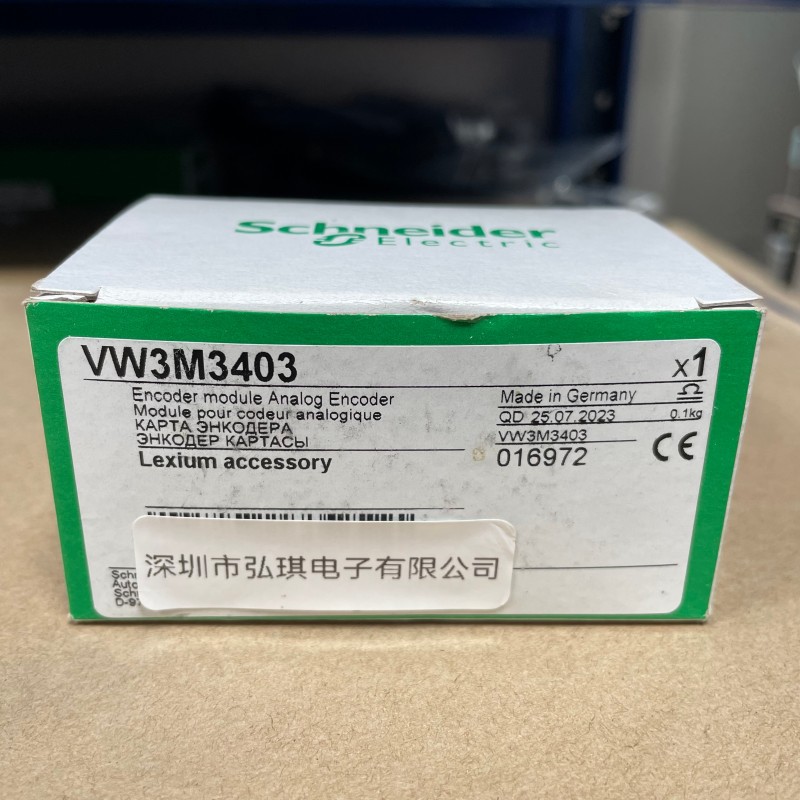 Schneider
Electric
VW3M3403
x1
Encoder module Analog Encoder
Module pour codeur analogique
КАРТА ЭНКОДЕРА
ЭНКОДЕР КАРТАСЫ
Lexium accessory
Made in Germany
QD 25.07.2023 0.1kg
VW3M3403
016972
CE
深圳市弘琪电子有限公司